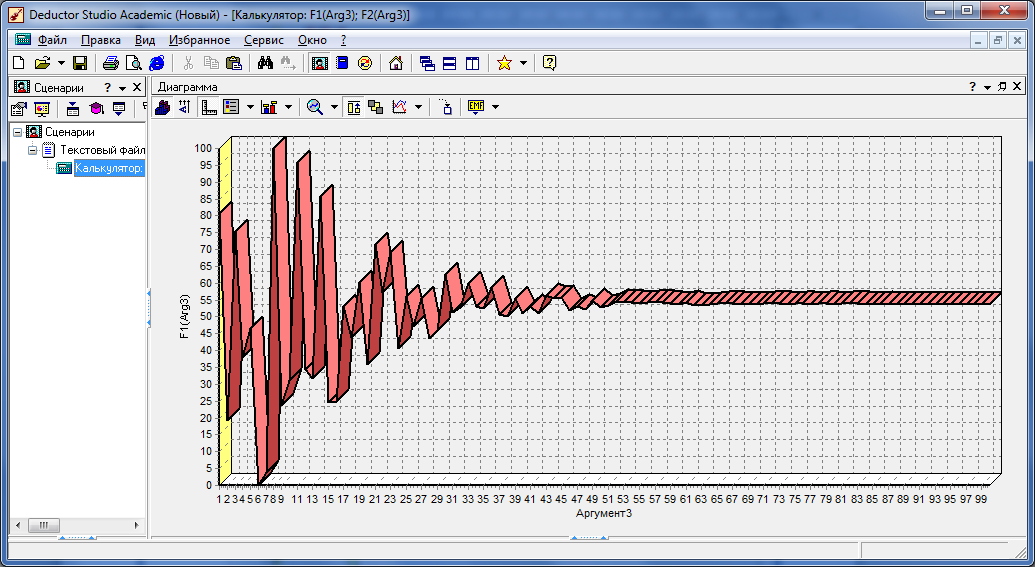 Deductor Studio Academic (Новый) - [Калькулятор: F1(Arg3); F2(Arg3)]
Файл Правка Вид Избранное Сервис Окно ?
Сценарии ?
Диаграмма ?
EMF
Сценарии
Текстовый файл
Калькулятор:
100
95
90
85
80
75
70
65
60
55
50
45
40
35
30
25
20
15
10
5
0
F1(Arg3)
1 2 3 4 5 6 7 8 9 11 13 15 17 19 21 23 25 27 29 31 33 35 37 39 41 43 45 47 49 51 53 55 57 59 61 63 65 67 69 71 73 75 77 79 81 83 85 87 89 91 93 95 97 99
Аргумент3